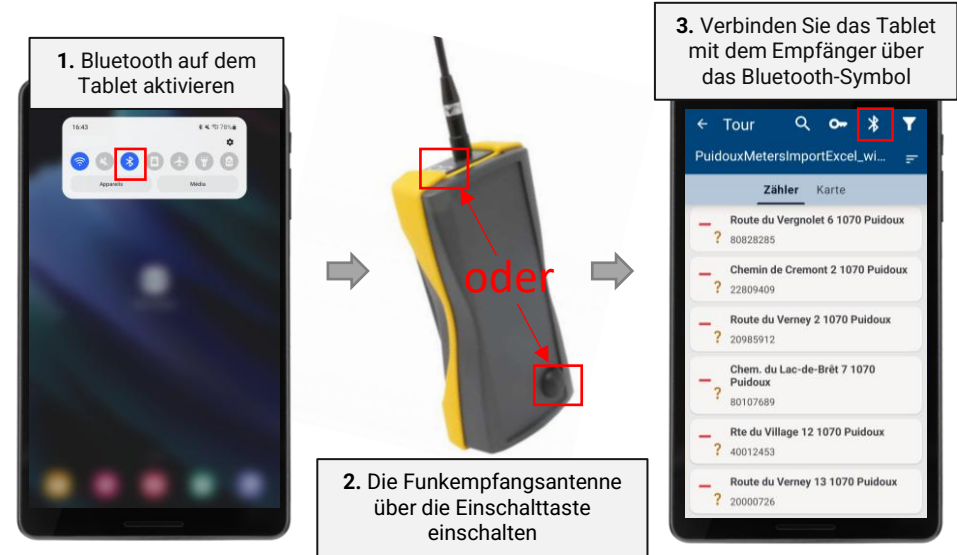 1. Bluetooth auf dem
Tablet aktivieren
16:43
78%
Appareils
Média
oder
2. Die Funkempfangsantenne
über die Einschalttaste
einschalten
3. Verbinden Sie das Tablet
mit dem Empfänger über
das Bluetooth-Symbol
Tour
PuidouxMetersImportExcel_wi...
Zähler
Karte
Route du Vergnolet 6 1070 Puidoux
? 80828285
Chemin de Cremont 2 1070 Puidoux
? 22809409
Route du Verney 2 1070 Puidoux
? 20985912
Chem. du Lac-de-Brêt 7 1070
Puidoux
? 80107689
Rte du Village 12 1070 Puidoux
? 40012453
Route du Verney 13 1070 Puidoux
? 20000726